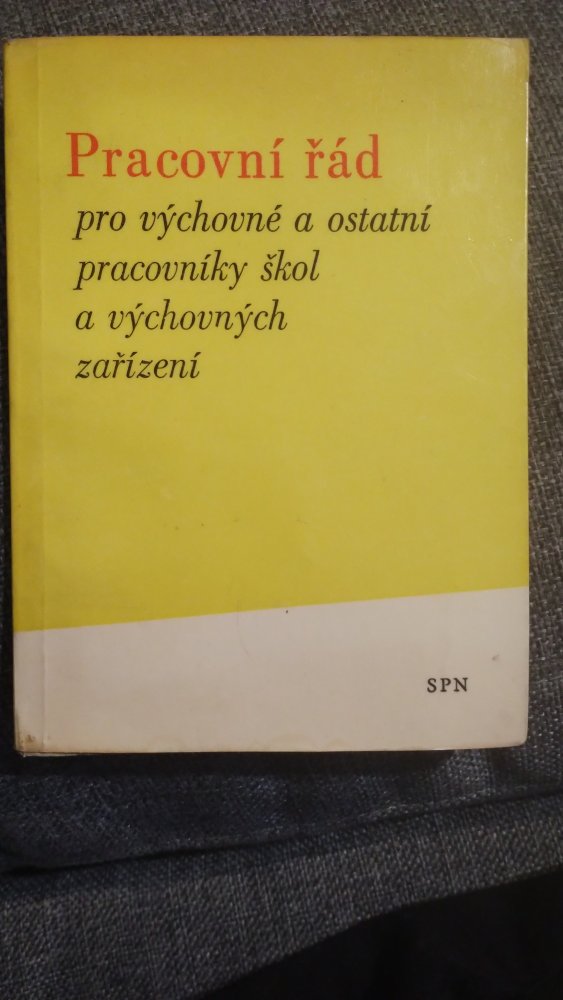 Pracovní řád
pro výchovné a ostatní
pracovníky škol
a výchovných
zařízení
SPN